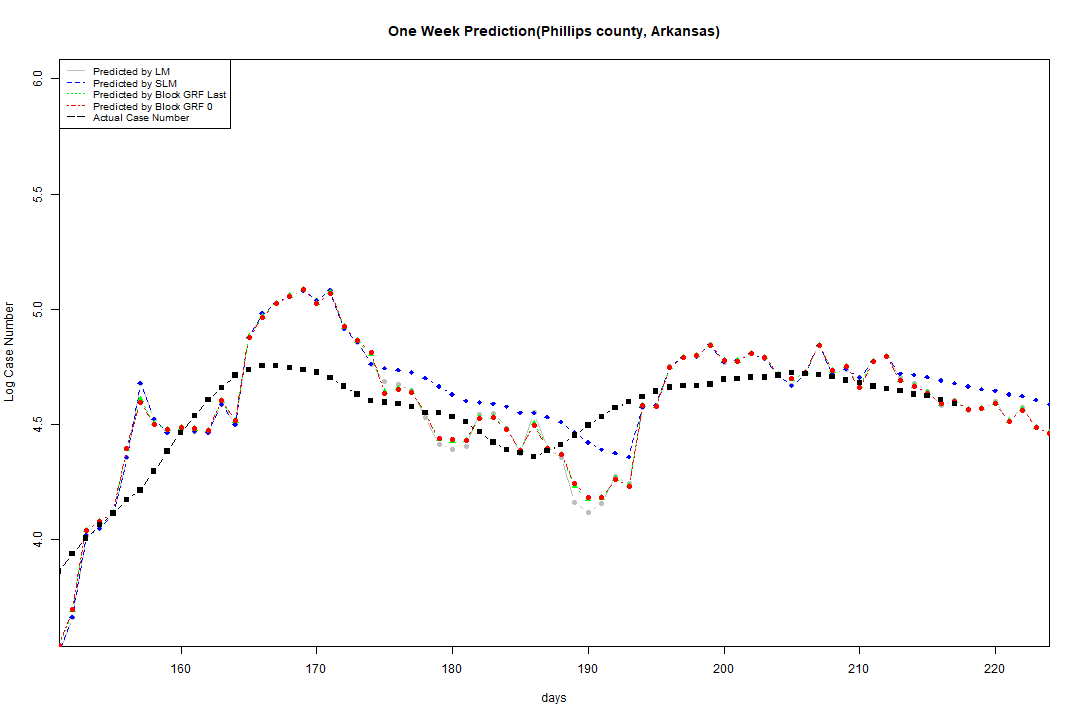 One Week Prediction(Phillips county, Arkansas)
Predicted by LM
Predicted by SLM
Predicted by Block GRF Last
Predicted by Block GRF 0
Actual Case Number
6.0
5.5
5.0
4.5
4.0
Log Case Number
160 170 180 190 200 210 220
days